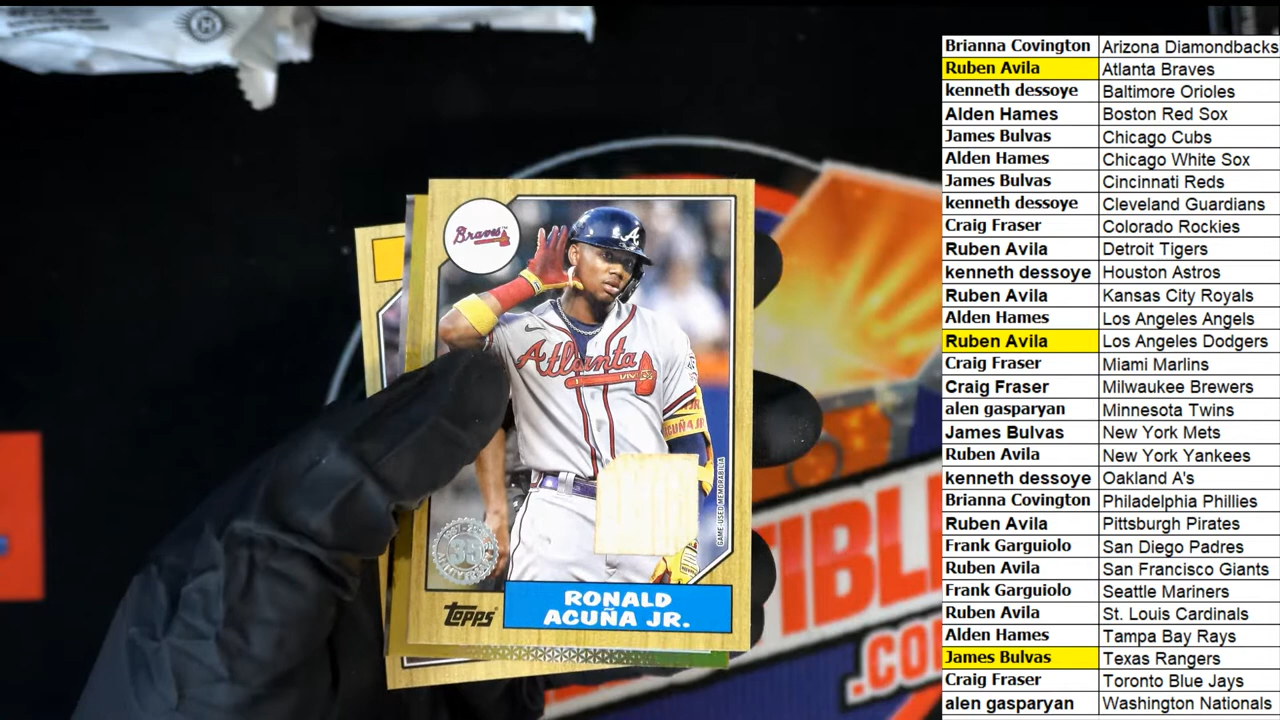 Braves
A
Atlanta
ACUÑA JR.
GAME-USED MEMORABILIA
35
Topps
RONALD
ACUÑA JR.
TIBLE
.CO
Brianna Covington Arizona Diamondbacks
Ruben Avila Atlanta Braves
kenneth dessoye Baltimore Orioles
Alden Hames Boston Red Sox
James Bulvas Chicago Cubs
Alden Hames Chicago White Sox
James Bulvas Cincinnati Reds
kenneth dessoye Cleveland Guardians
Craig Fraser Colorado Rockies
Ruben Avila Detroit Tigers
kenneth dessoye Houston Astros
Ruben Avila Kansas City Royals
Alden Hames Los Angeles Angels
Ruben Avila Los Angeles Dodgers
Craig Fraser Miami Marlins
Craig Fraser Milwaukee Brewers
alen gasparyan Minnesota Twins
James Bulvas New York Mets
Ruben Avila New York Yankees
kenneth dessoye Oakland A's
Brianna Covington Philadelphia Phillies
Ruben Avila Pittsburgh Pirates
Frank Garguiolo San Diego Padres
Ruben Avila San Francisco Giants
Frank Garguiolo Seattle Mariners
Ruben Avila St. Louis Cardinals
Alden Hames Tampa Bay Rays
James Bulvas Texas Rangers
Craig Fraser Toronto Blue Jays
alen gasparyan Washington Nationals